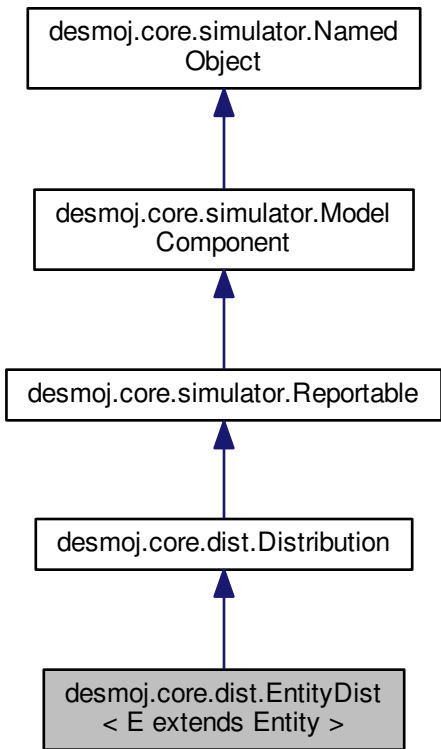 desmoj.core.simulator.Named
Object
desmoj.core.simulator.Model
Component
desmoj.core.simulator.Reportable
desmoj.core.dist.Distribution
desmoj.core.dist.EntityDist
< E extends Entity >